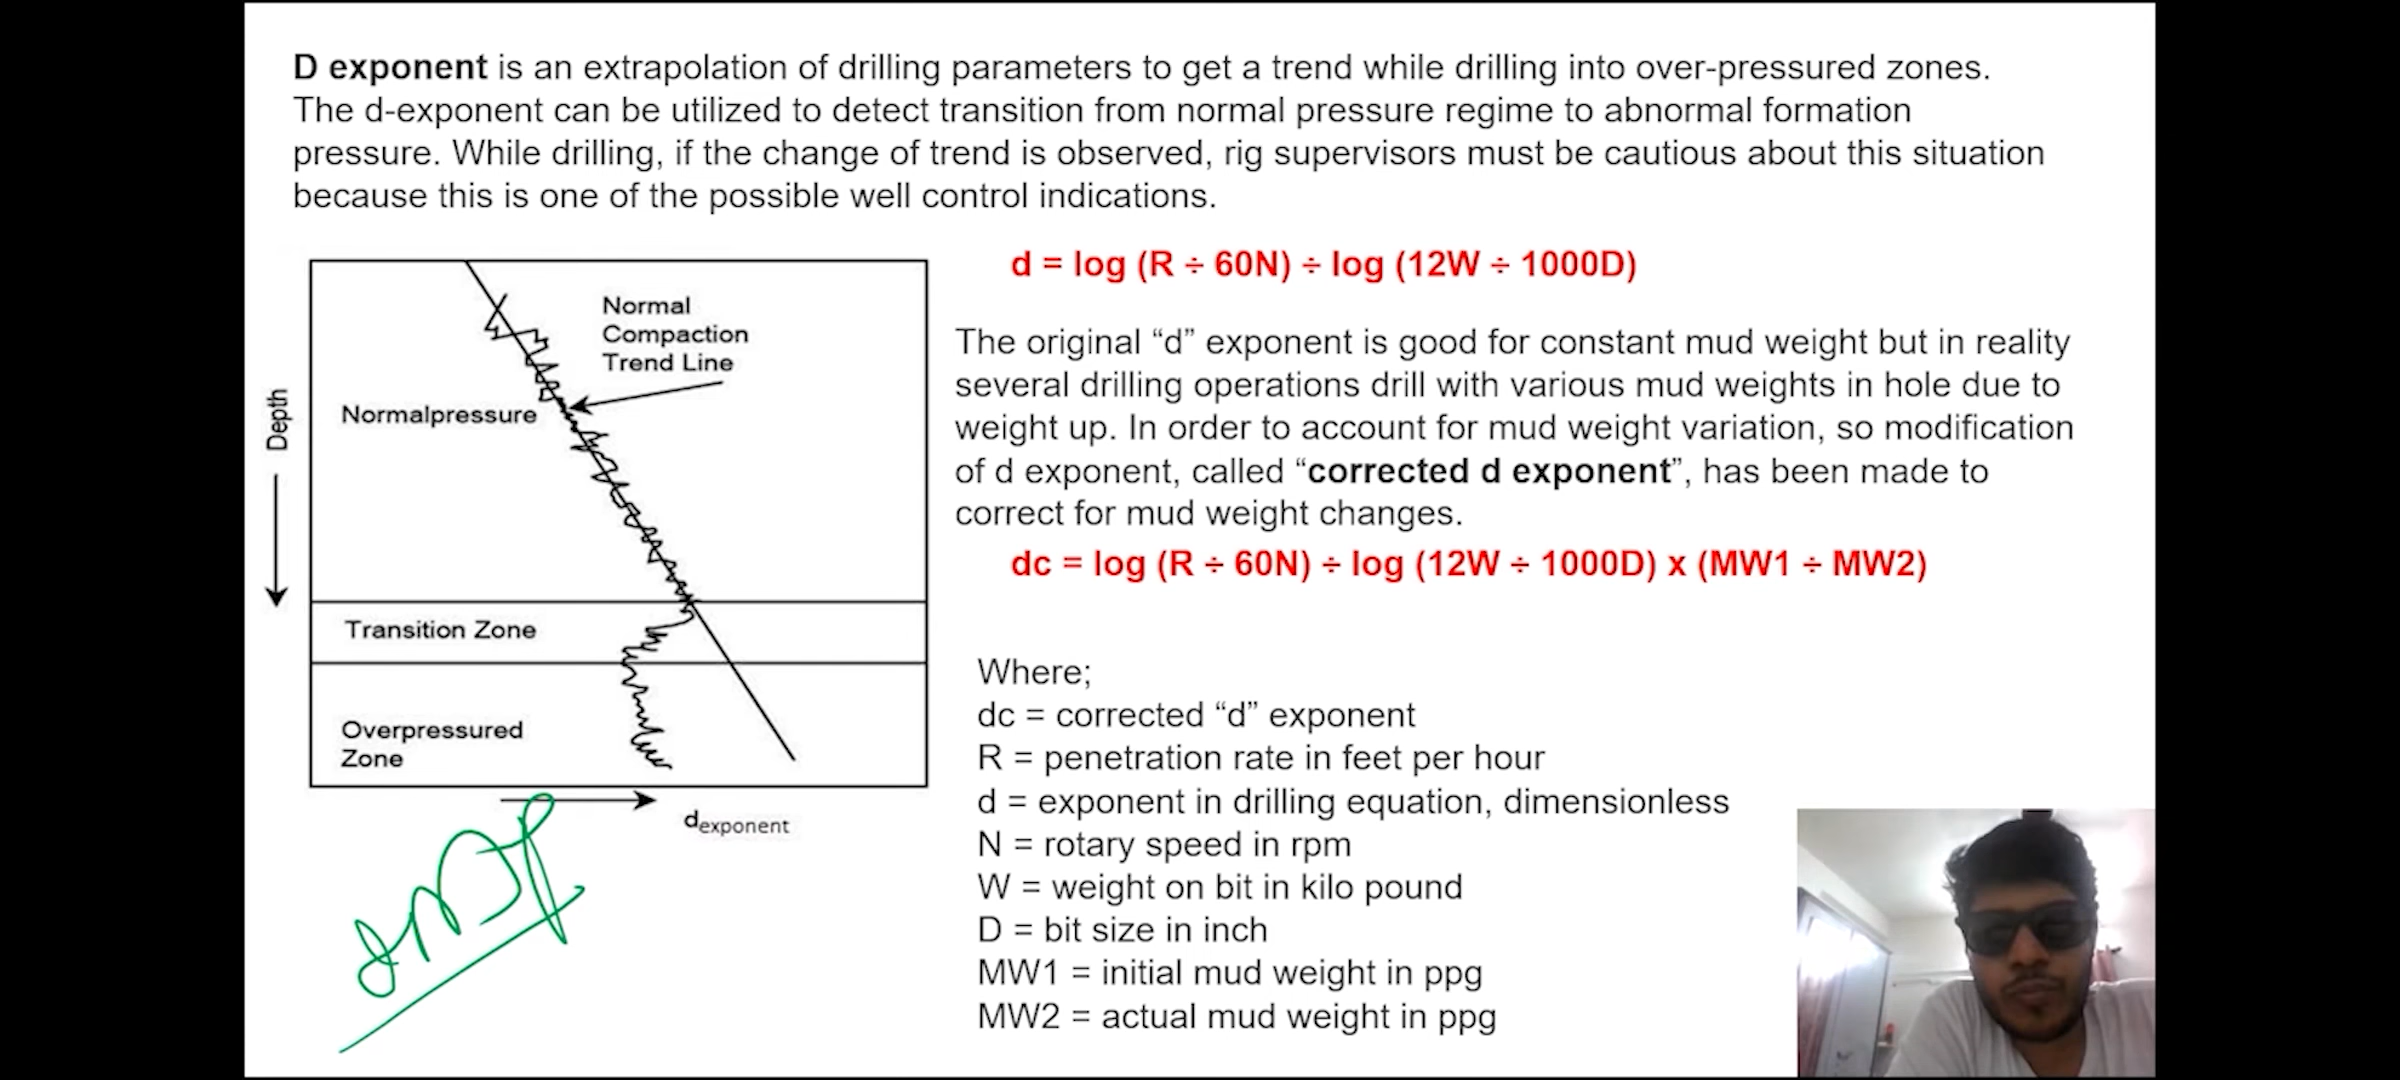 D exponent is an extrapolation of drilling parameters to get a trend while drilling into over-pressured zones.
The d-exponent can be utilized to detect transition from normal pressure regime to abnormal formation
pressure. While drilling, if the change of trend is observed, rig supervisors must be cautious about this situation
because this is one of the possible well control indications.
Normal
Compaction
Trend Line
Depth
Normalpressure
Transition Zone
Overpressured
Zone
dexponent
d = log (R ÷ 60N) ÷ log (12W ÷ 1000D)
The original “d” exponent is good for constant mud weight but in reality
several drilling operations drill with various mud weights in hole due to
weight up. In order to account for mud weight variation, so modification
of d exponent, called “corrected d exponent”, has been made to
correct for mud weight changes.
dc = log (R ÷ 60N) ÷ log (12W ÷ 1000D) x (MW1 ÷ MW2)
Where;
dc = corrected “d” exponent
R = penetration rate in feet per hour
d = exponent in drilling equation, dimensionless
N = rotary speed in rpm
W = weight on bit in kilo pound
D = bit size in inch
MW1 = initial mud weight in ppg
MW2 = actual mud weight in ppg